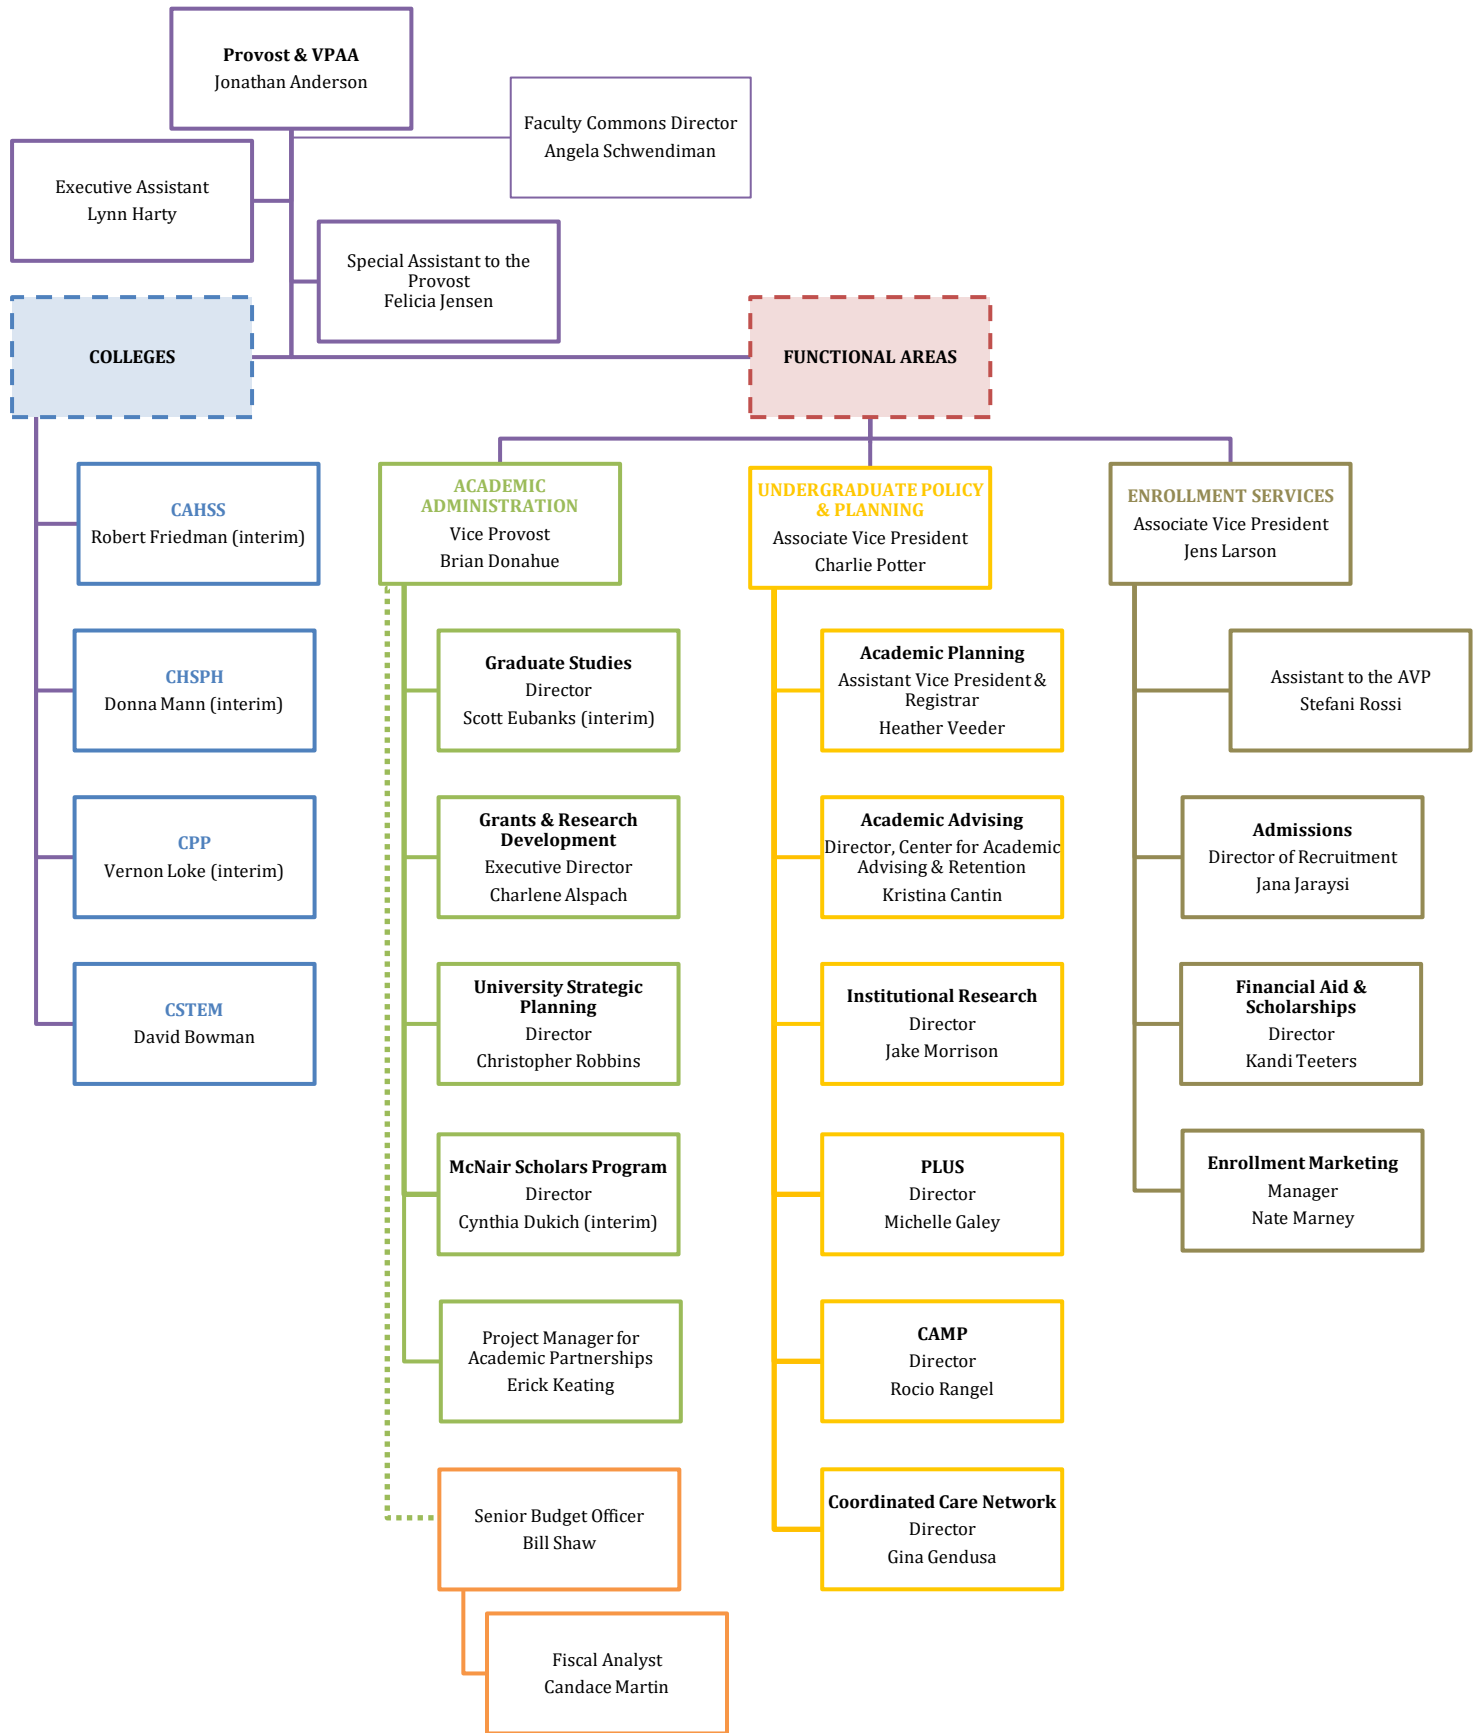 Provost & VPAA
Jonathan Anderson
Faculty Commons Director
Angela Schwendiman
Executive Assistant
Lynn Harty
Special Assistant to the
Provost
Felicia Jensen
COLLEGES
FUNCTIONAL AREAS
CAHSS
Robert Friedman (interim)
CHSPH
Donna Mann (interim)
CPP
Vernon Loke (interim)
CSTEM
David Bowman
ACADEMIC
ADMINISTRATION
Vice Provost
Brian Donahue
Graduate Studies
Director
Scott Eubanks (interim)
Grants & Research
Development
Executive Director
Charlene Alspach
University Strategic
Planning
Director
Christopher Robbins
McNair Scholars Program
Director
Cynthia Dukich (interim)
Project Manager for
Academic Partnerships
Erick Keating
Senior Budget Officer
Bill Shaw
Fiscal Analyst
Candace Martin
UNDERGRADUATE POLICY
& PLANNING
Associate Vice President
Charlie Potter
Academic Planning
Assistant Vice President &
Registrar
Heather Veeder
Academic Advising
Director, Center for Academic
Advising & Retention
Kristina Cantin
Institutional Research
Director
Jake Morrison
PLUS
Director
Michelle Galey
CAMP
Director
Rocio Rangel
Coordinated Care Network
Director
Gina Gendusa
ENROLLMENT SERVICES
Associate Vice President
Jens Larson
Assistant to the AVP
Stefani Rossi
Admissions
Director of Recruitment
Jana Jaraysi
Financial Aid &
Scholarships
Director
Kandi Teeters
Enrollment Marketing
Manager
Nate Marney